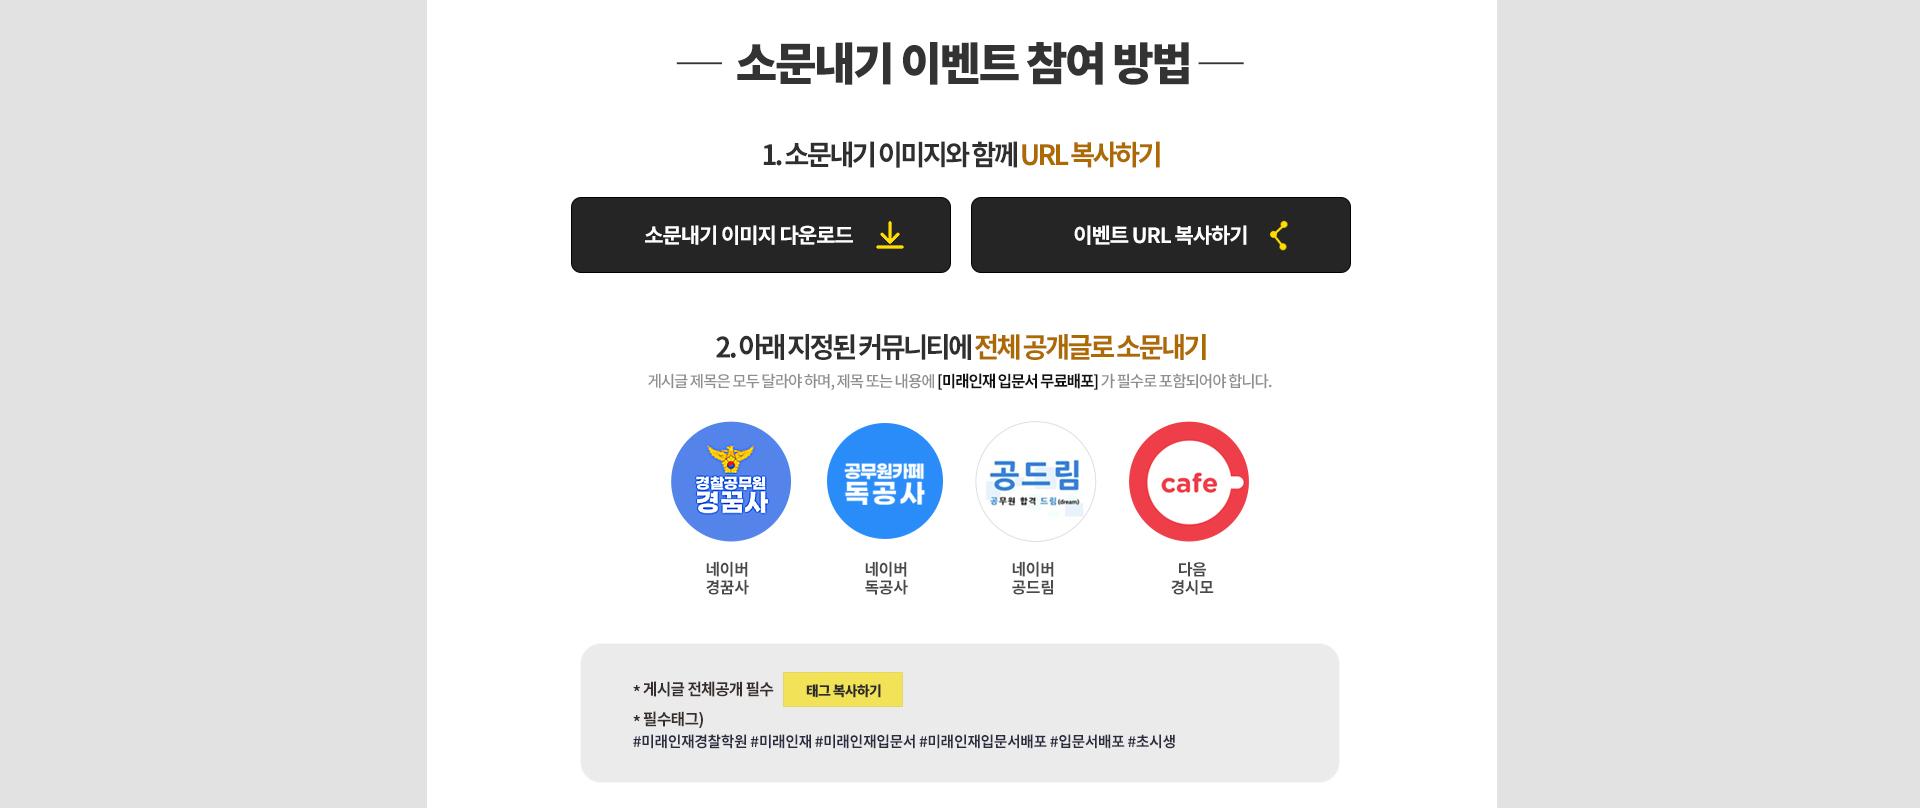 소문내기 이벤트 참여 방법
1. 소문내기 이미지와 함께 URL 복사하기
소문내기 이미지 다운로드
이벤트 URL 복사하기
2. 아래 지정된 커뮤니티에 전체 공개글로 소문내기
게시글 제목은 모두 달라야 하며, 제목 또는 내용에 [미래인재 입문서 무료배포] 가 필수로 포함되어야 합니다.
경찰공무원
경꿈사
공무원카페
독공사
공드림
공무원 합격 드림(dream)
cafe
네이버
경꿈사
네이버
독공사
네이버
공드림
다음
경시모
* 게시글 전체공개 필수
태그 복사하기
* 필수태그)
#미래인재경찰학원 #미래인재 #미래인재입문서 #미래인재입문서배포 #입문서배포 #초시생